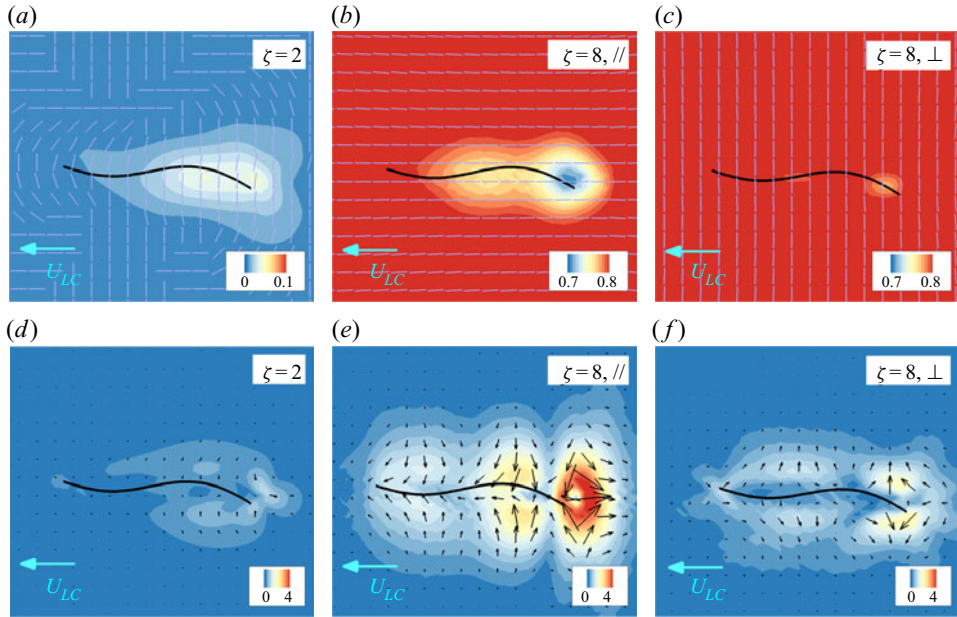 (a)
(b)
(c)
ζ = 2
ζ = 8, //
ζ = 8, ⊥
U_LC
0 0.1
U_LC
0.7 0.8
U_LC
0.7 0.8
(d)
(e)
(f)
ζ = 2
ζ = 8, //
ζ = 8, ⊥
U_LC
0 4
U_LC
0 4
U_LC
0 4